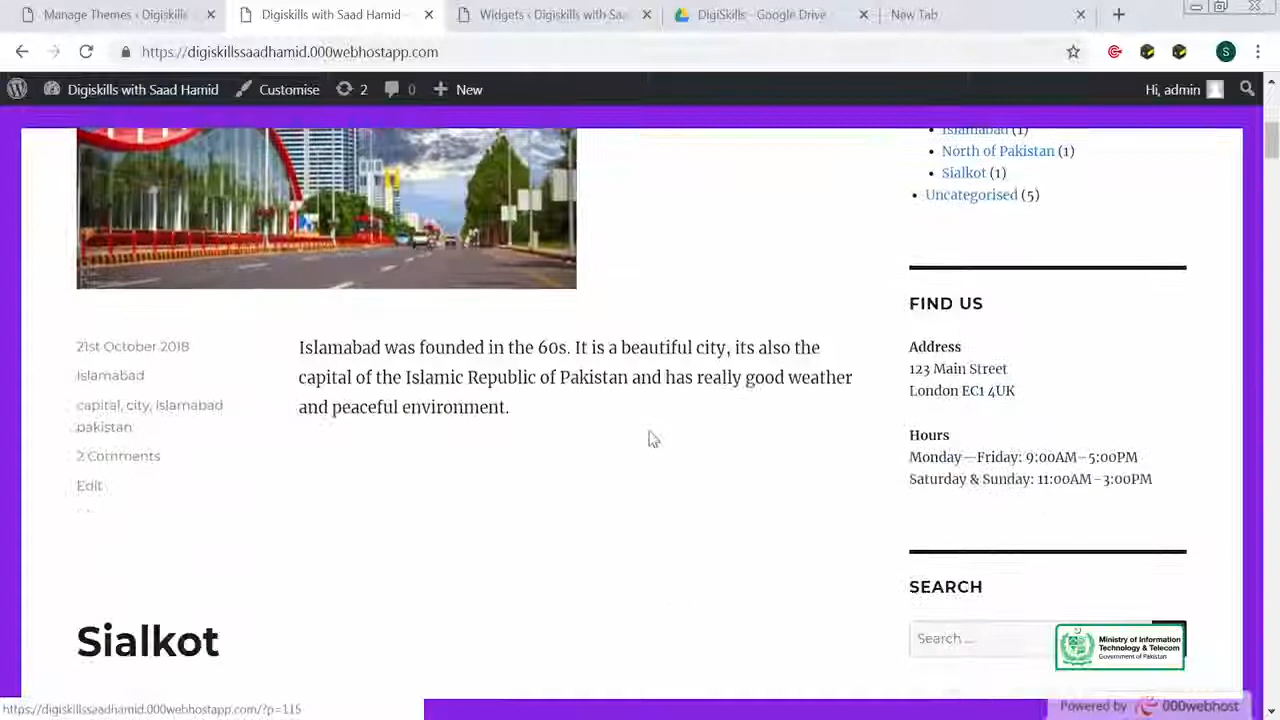 Manage Themes ‹ Digiskills
Digiskills with Saad Hamid -
Widgets ‹ Digiskills with Saa
DigiSkills - Google Drive
New Tab
https://digiskillssaadhamid.000webhostapp.com
S
Digiskills with Saad Hamid
Customise
2
0
New
Hi, admin
Islamabad (1)
North of Pakistan (1)
Sialkot (1)
Uncategorised (5)
FIND US
Address
123 Main Street
London EC1 4UK
Hours
Monday—Friday: 9:00AM–5:00PM
Saturday & Sunday: 11:00AM–3:00PM
SEARCH
Search …
21st October 2018
Islamabad
capital, city, islamabad
pakistan
2 Comments
Edit
Islamabad was founded in the 60s. It is a beautiful city, its also the
capital of the Islamic Republic of Pakistan and has really good weather
and peaceful environment.
Sialkot
Ministry of Information
Technology & Telecom
Government of Pakistan
https://digiskillssaadhamid.000webhostapp.com/?p=115
Powered by 000webhost